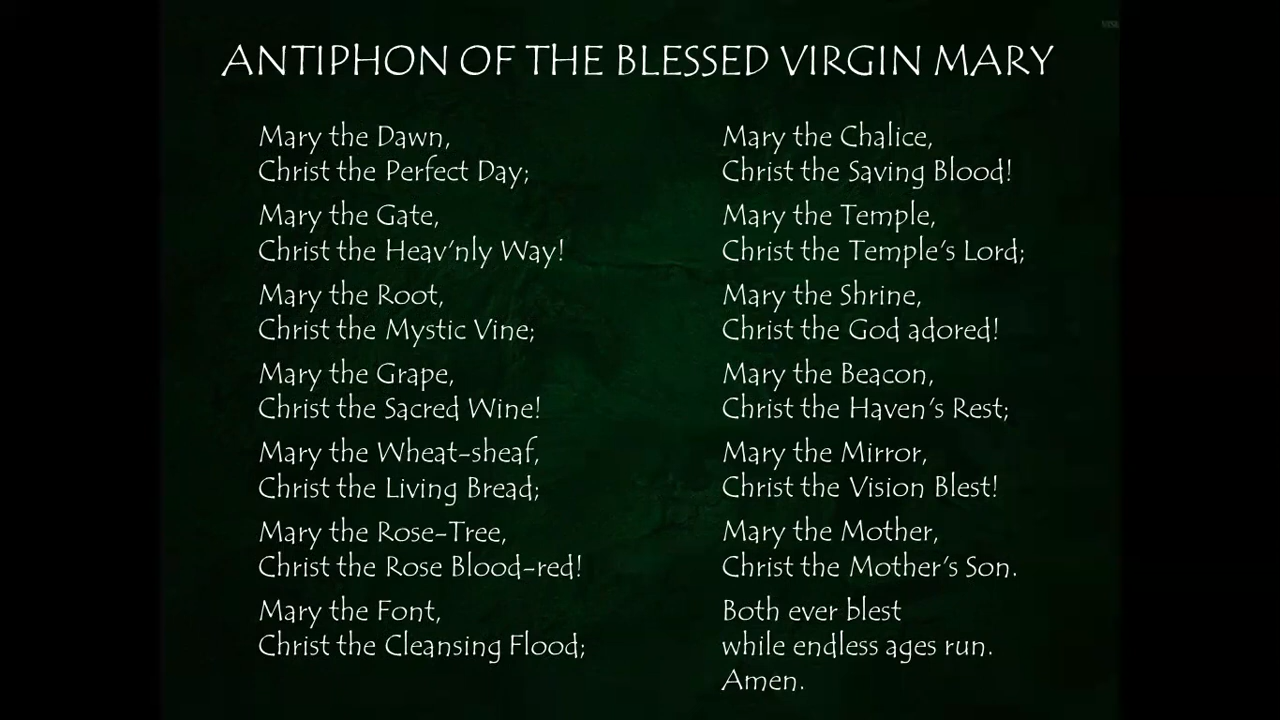 ANTIPHON OF THE BLESSED VIRGIN MARY
Mary the Dawn,
Christ the Perfect Day;
Mary the Gate,
Christ the Heav’nly Way!
Mary the Root,
Christ the Mystic Vine;
Mary the Grape,
Christ the Sacred Wine!
Mary the Wheat-sheaf,
Christ the Living Bread;
Mary the Rose-Tree,
Christ the Rose Blood-red!
Mary the Font,
Christ the Cleansing Flood;
Mary the Chalice,
Christ the Saving Blood!
Mary the Temple,
Christ the Temple’s Lord;
Mary the Shrine,
Christ the God adored!
Mary the Beacon,
Christ the Haven’s Rest;
Mary the Mirror,
Christ the Vision Blest!
Mary the Mother,
Christ the Mother’s Son.
Both ever blest
while endless ages run.
Amen.